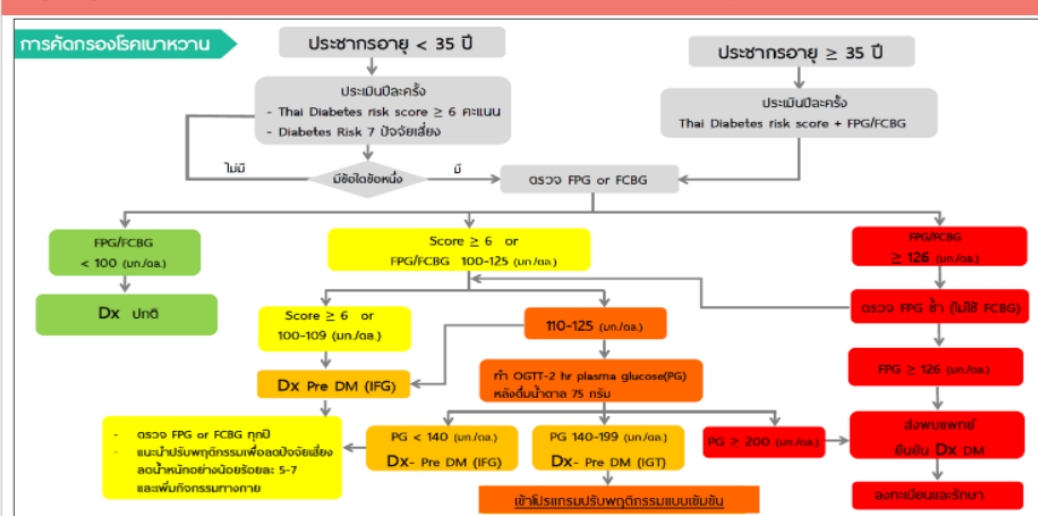 การคัดกรองโรคเบาหวาน
ประชากรอายุ < 35 ปี
ประชากรอายุ ≥ 35 ปี
ประเมินปีละครั้ง
- Thai Diabetes risk score ≥ 6 คะแนน
- Diabetes Risk 7 ปัจจัยเสี่ยง
ประเมินปีละครั้ง
Thai Diabetes risk score + FPG/FCBG
ไม่มี
มีข้อใดข้อหนึ่ง
มี
ตรวจ FPG or FCBG
FPG/FCBG
< 100 (มก./ดล.)
Dx ปกติ
Score ≥ 6 or
FPG/FCBG 100-125 (มก./ดล.)
FPG/FCBG
≥ 126 (มก./ดล.)
Score ≥ 6 or
100-109 (มก./ดล.)
110-125 (มก./ดล.)
ตรวจ FPG ซ้ำ (ไม่ใช้ FCBG)
Dx Pre DM (IFG)
ทำ OGTT-2 hr plasma glucose(PG)
หลังดื่มน้ำตาล 75 กรัม
FPG ≥ 126 (มก./ดล.)
- ตรวจ FPG or FCBG ทุกปี
- แนะนำปรับพฤติกรรมเพื่อลดปัจจัยเสี่ยง
ลดน้ำหนักอย่างน้อยร้อยละ 5-7
และเพิ่มกิจกรรมทางกาย
PG < 140 (มก./ดล.)
Dx- Pre DM (IFG)
PG 140-199 (มก./ดล.)
Dx- Pre DM (IGT)
PG ≥ 200 (มก./ดล.)
ส่งพบแพทย์
ยืนยัน Dx DM
เข้าโปรแกรมปรับพฤติกรรมแบบเข้มข้น
ลงทะเบียนและรักษา